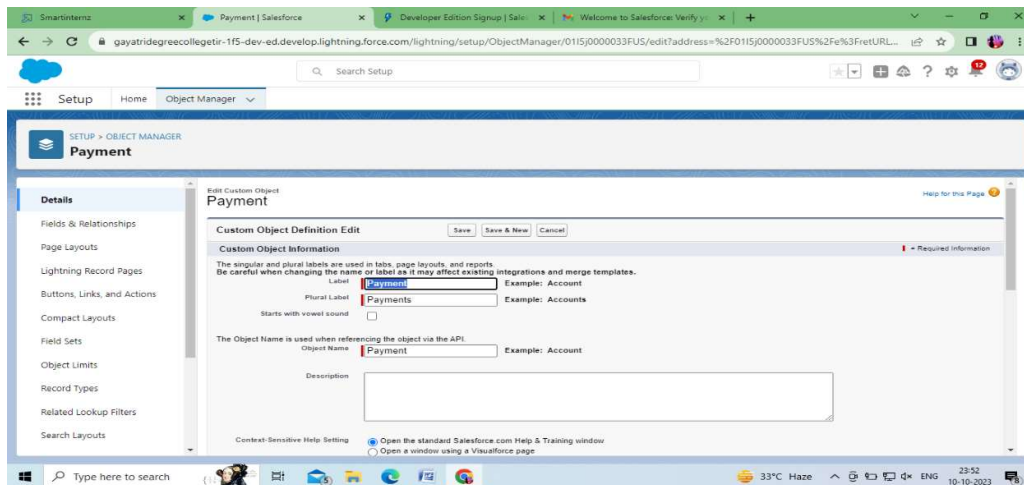 Smartinternz
Payment | Salesforce
Developer Edition Signup | Sales
Welcome to Salesforce: Verify yo
gayatridegreecollegetir-1f5-dev-ed.develop.lightning.force.com/lightning/setup/ObjectManager/01I5j0000033FUS/edit?address=%2F01I5j0000033FUS%2Fe%3FretURL...
Search Setup
12
Setup Home Object Manager
SETUP > OBJECT MANAGER
Payment
Details
Fields & Relationships
Page Layouts
Lightning Record Pages
Buttons, Links, and Actions
Compact Layouts
Field Sets
Object Limits
Record Types
Related Lookup Filters
Search Layouts
Edit Custom Object
Payment
Help for this Page
Custom Object Definition Edit Save Save & New Cancel
Custom Object Information = Required Information
The singular and plural labels are used in tabs, page layouts, and reports.
Be careful when changing the name or label as it may affect existing integrations and merge templates.
Label Payment Example: Account
Plural Label Payments Example: Accounts
Starts with vowel sound
The Object Name is used when referencing the object via the API.
Object Name Payment Example: Account
Description
Context-Sensitive Help Setting Open the standard Salesforce.com Help & Training window
Open a window using a Visualforce page
Type here to search
33°C Haze ENG 23:52
10-10-2023